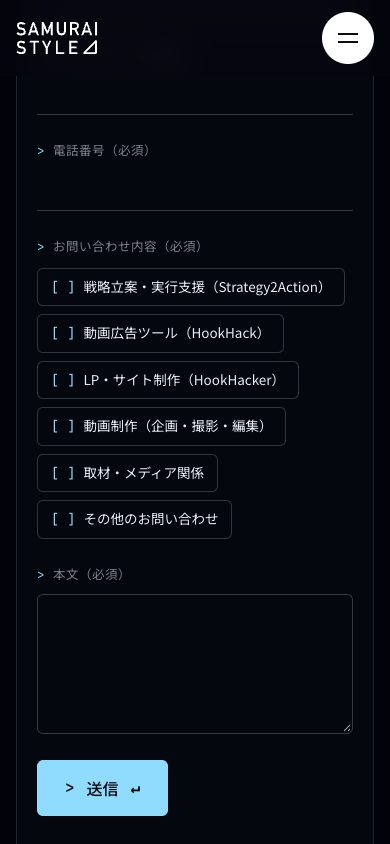 SAMURAI
STYLE
> 電話番号（必須）
> お問い合わせ内容（必須）
[ ] 戦略立案・実行支援（Strategy2Action）
[ ] 動画広告ツール（HookHack）
[ ] LP・サイト制作（HookHacker）
[ ] 動画制作（企画・撮影・編集）
[ ] 取材・メディア関係
[ ] その他のお問い合わせ
> 本文（必須）
> 送信 ↵